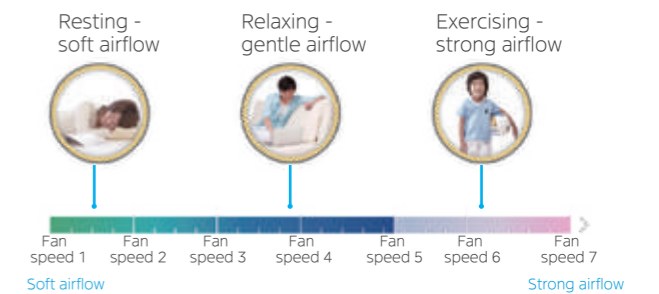 Resting -
soft airflow
Relaxing -
gentle airflow
Exercising -
strong airflow
Fan
speed 1
Fan
speed 2
Fan
speed 3
Fan
speed 4
Fan
speed 5
Fan
speed 6
Fan
speed 7
Soft airflow
Strong airflow